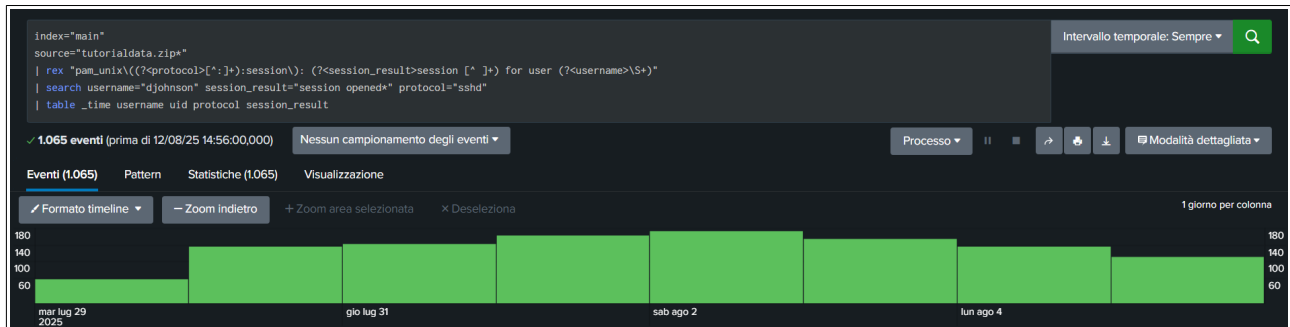 index="main"
source="tutorialdata.zip*"
| rex "pam_unix\((?<protocol>[^:]+):session\): (?<session_result>session [^ ]+) for user (?<username>\S+)"
| search username="djohnson" session_result="session opened*" protocol="sshd"
| table _time username uid protocol session_result
Intervallo temporale: Sempre
1.065 eventi (prima di 12/08/25 14:56:00,000)
Nessun campionamento degli eventi
Processo
Modalità dettagliata
Eventi (1.065)
Pattern
Statistiche (1.065)
Visualizzazione
Formato timeline
— Zoom indietro
+ Zoom area selezionata
× Deseleziona
1 giorno per colonna
180
140
100
60
180
140
100
60
mar lug 29
2025
gio lug 31
sab ago 2
lun ago 4